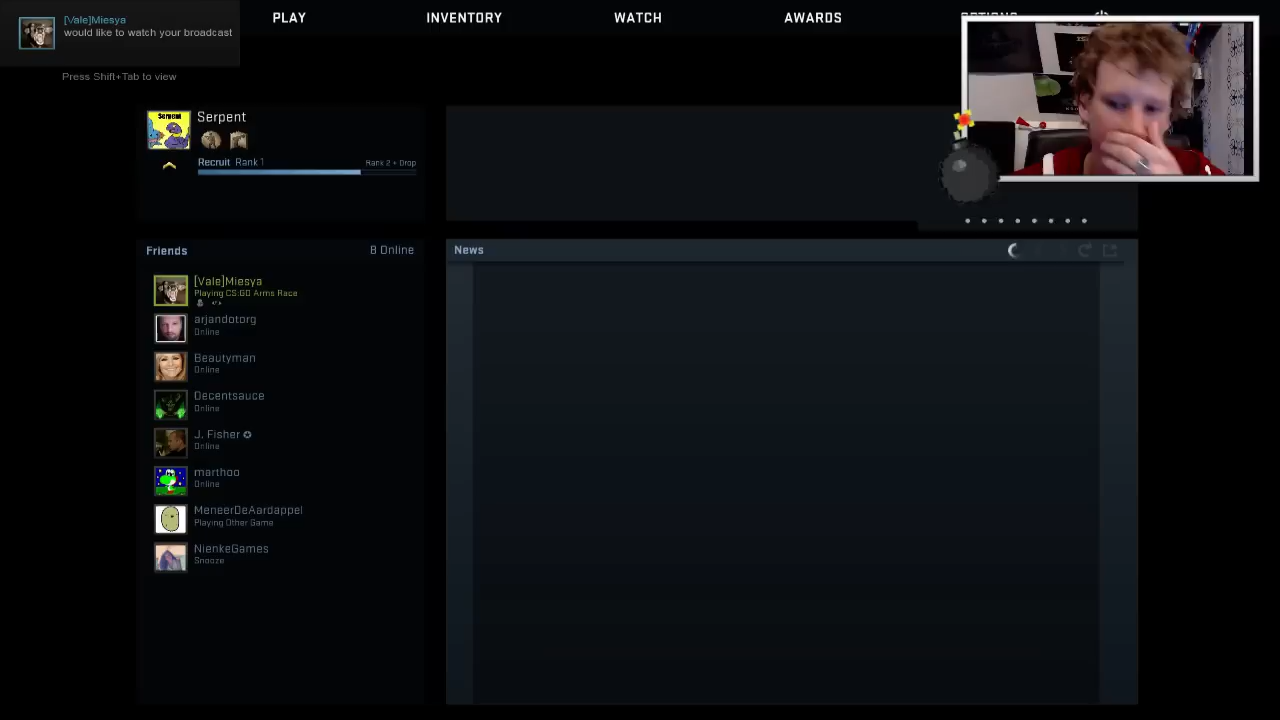 [Vale]Miesya
would like to watch your broadcast
Press Shift+Tab to view
PLAY
INVENTORY
WATCH
AWARDS
OPTIONS
Serpent
Serpent
Recruit Rank 1
Rank 2 + Drop
Friends
8 Online
[Vale]Miesya
Playing CS:GO Arms Race
arjandotorg
Online
Beautyman
Online
Decentsauce
Online
J. Fisher
Online
marthoo
Online
MeneerDeAardappel
Playing Other Game
NienkeGames
Snooze
News